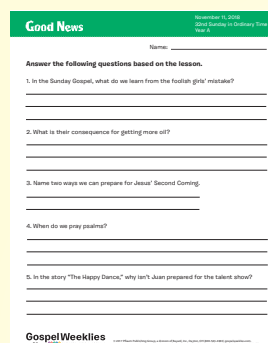 Good News
November 11, 2018
32nd Sunday in Ordinary Time
Year A
Name:
Answer the following questions based on the lesson.
1. In the Sunday Gospel, what do we learn from the foolish girls' mistake?
2. What is their consequence for getting more oil?
3. Name two ways we can prepare for Jesus' Second Coming.
4. When do we pray psalms?
5. In the story "The Happy Dance," why isn't Juan prepared for the talent show?
GospelWeeklies